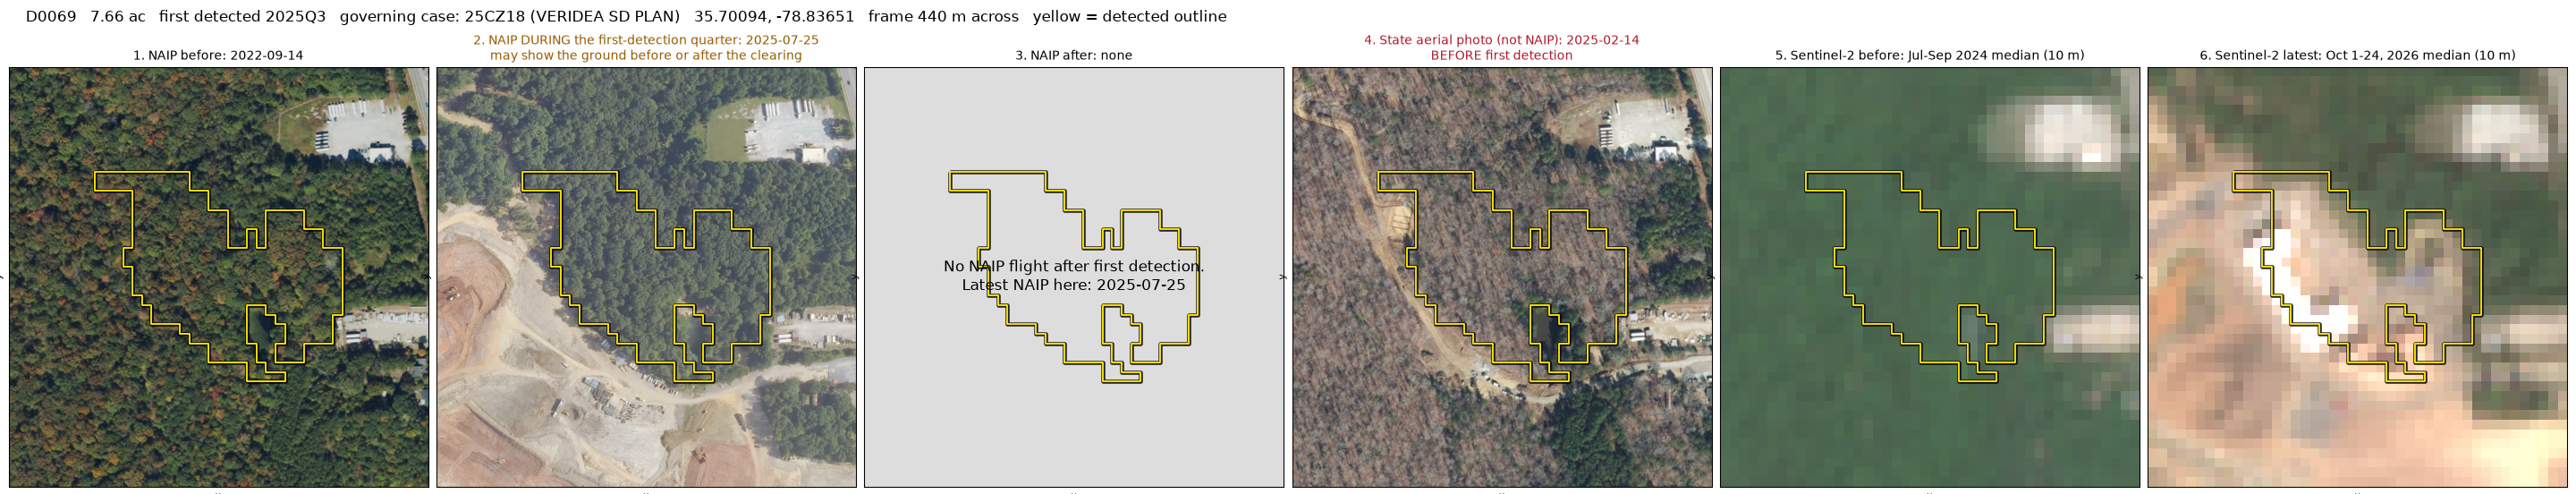 D0069   7.66 ac   first detected 2025Q3   governing case: 25CZ18 (VERIDEA SD PLAN)   35.70094, -78.83651   frame 440 m across   yellow = detected outline
1. NAIP before: 2022-09-14
2. NAIP DURING the first-detection quarter: 2025-07-25
may show the ground before or after the clearing
3. NAIP after: none
4. State aerial photo (not NAIP): 2025-02-14
BEFORE first detection
5. Sentinel-2 before: Jul-Sep 2024 median (10 m)
6. Sentinel-2 latest: Oct 1-24, 2026 median (10 m)
No NAIP flight after first detection.
Latest NAIP here: 2025-07-25